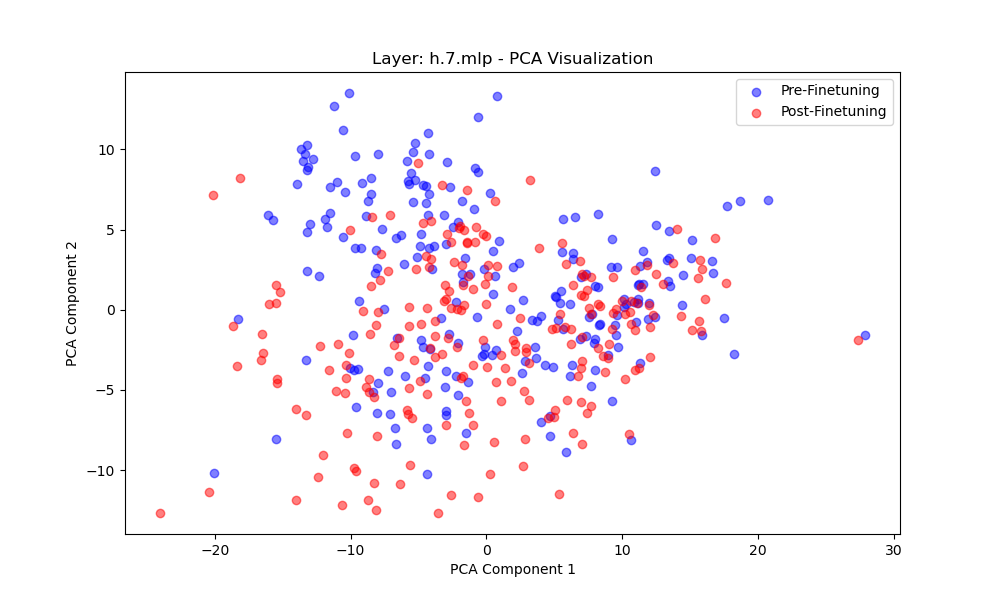 Layer: h.7.mlp - PCA Visualization
Pre-Finetuning
Post-Finetuning
10
5
0
−5
−10
PCA Component 2
−20
−10
0
10
20
30
PCA Component 1